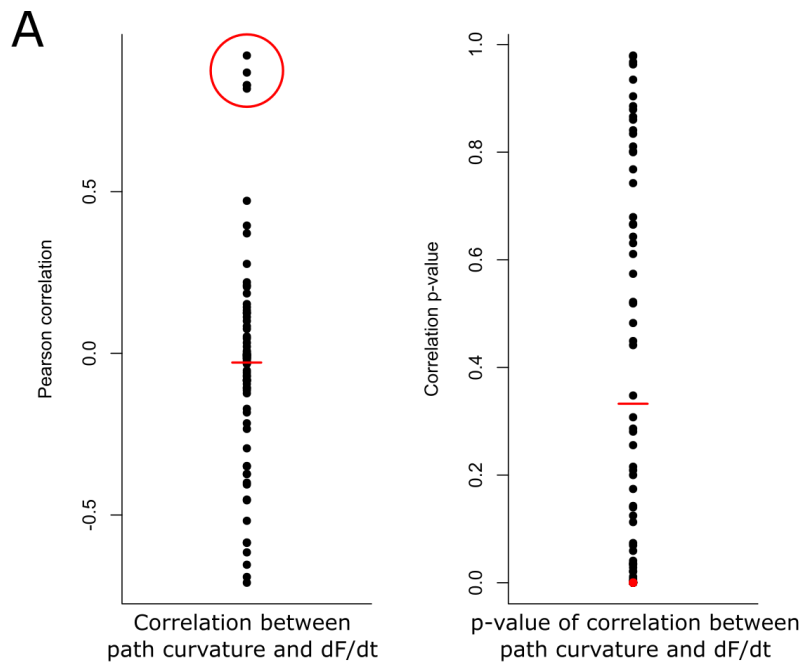 A
Pearson correlation
0.5
0.0
-0.5
Correlation between
path curvature and dF/dt
Correlation p-value
1.0
0.8
0.6
0.4
0.2
0.0
p-value of correlation between
path curvature and dF/dt